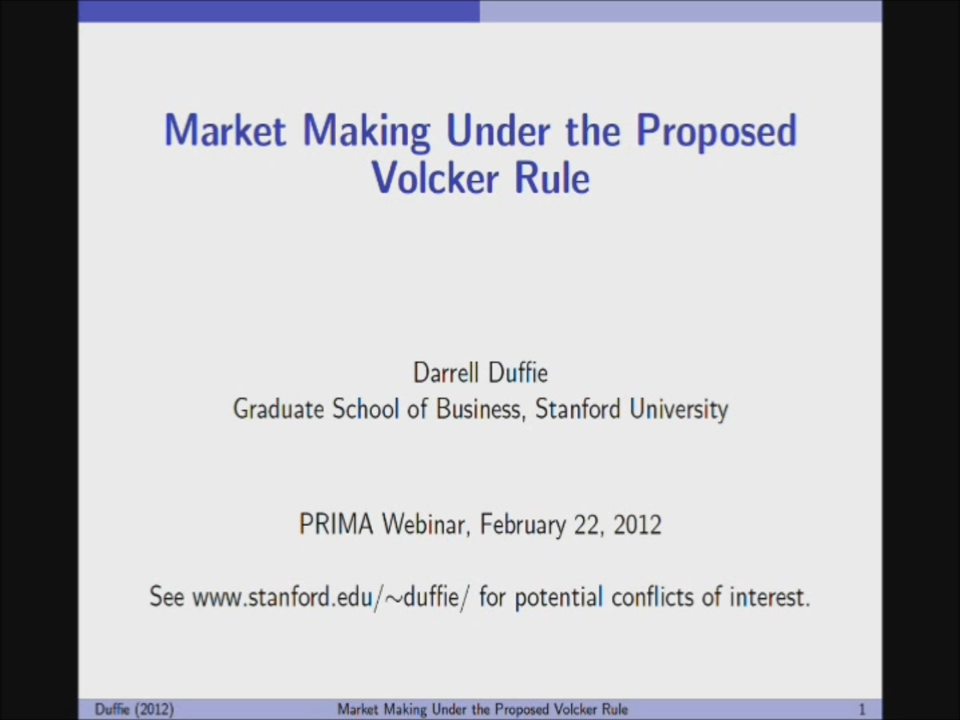 Market Making Under the Proposed
Volcker Rule
Darrell Duffie
Graduate School of Business, Stanford University
PRIMA Webinar, February 22, 2012
See www.stanford.edu/~duffie/ for potential conflicts of interest.
Duffie (2012) Market Making Under the Proposed Volcker Rule 1